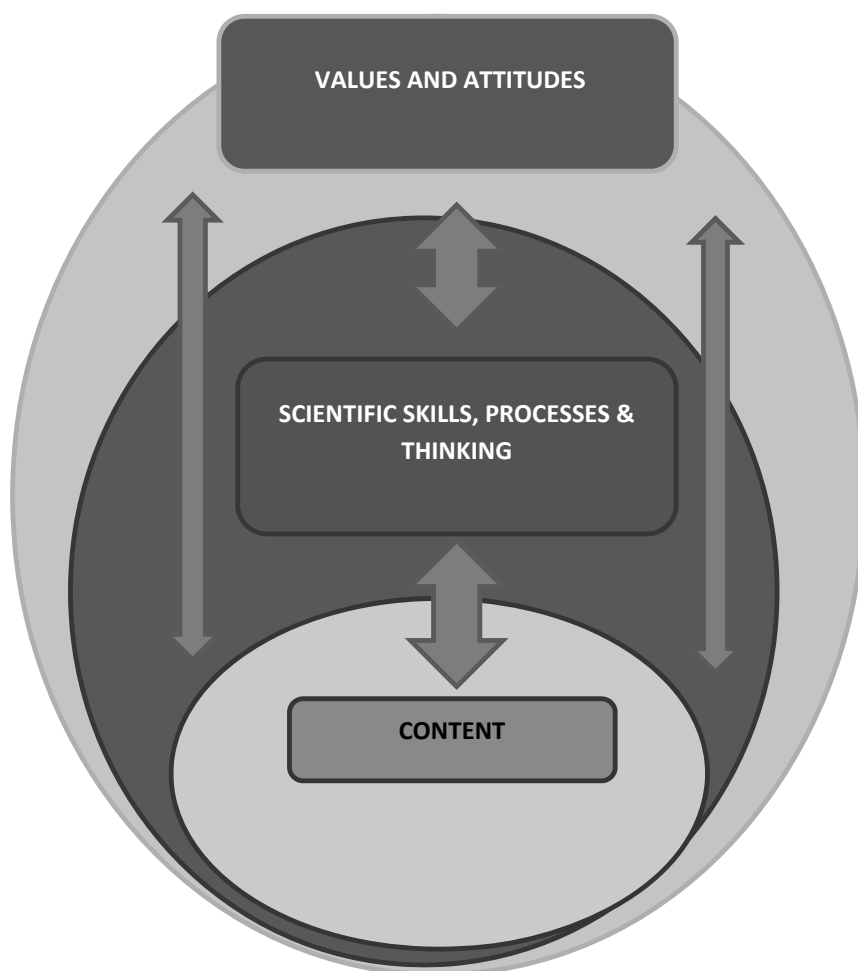 VALUES AND ATTITUDES
SCIENTIFIC SKILLS, PROCESSES &
THINKING
CONTENT